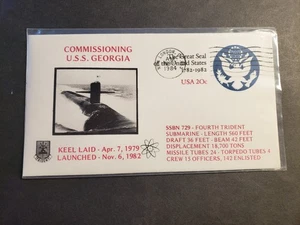 COMMISSIONING
U.S.S. GEORGIA
1984
The Great Seal
of the United States
1782-1982
USA 20c
KEEL LAID - Apr. 7, 1979
LAUNCHED - Nov. 6, 1982
SSBN 729 - FOURTH TRIDENT
SUBMARINE - LENGTH 560 FEET
DRAFT 36 FEET - BEAM 42 FEET
DISPLACEMENT 18,700 TONS
MISSILE TUBES 24 - TORPEDO TUBES 4
CREW 15 OFFICERS, 142 ENLISTED